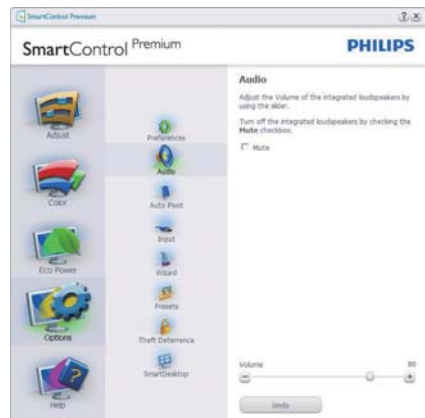 SmartControl Premium
SmartControl Premium
PHILIPS
Adjust
Color
Eco Power
Options
Help
Preferences
Audio
Auto Pivot
Input
Wizard
Presets
Theft Deterrence
SmartDesktop
Audio
Adjust the Volume of the integrated loudspeakers by
using the slider.
Turn off the integrated loudspeakers by checking the
Mute checkbox.
Mute
Volume 80
Undo